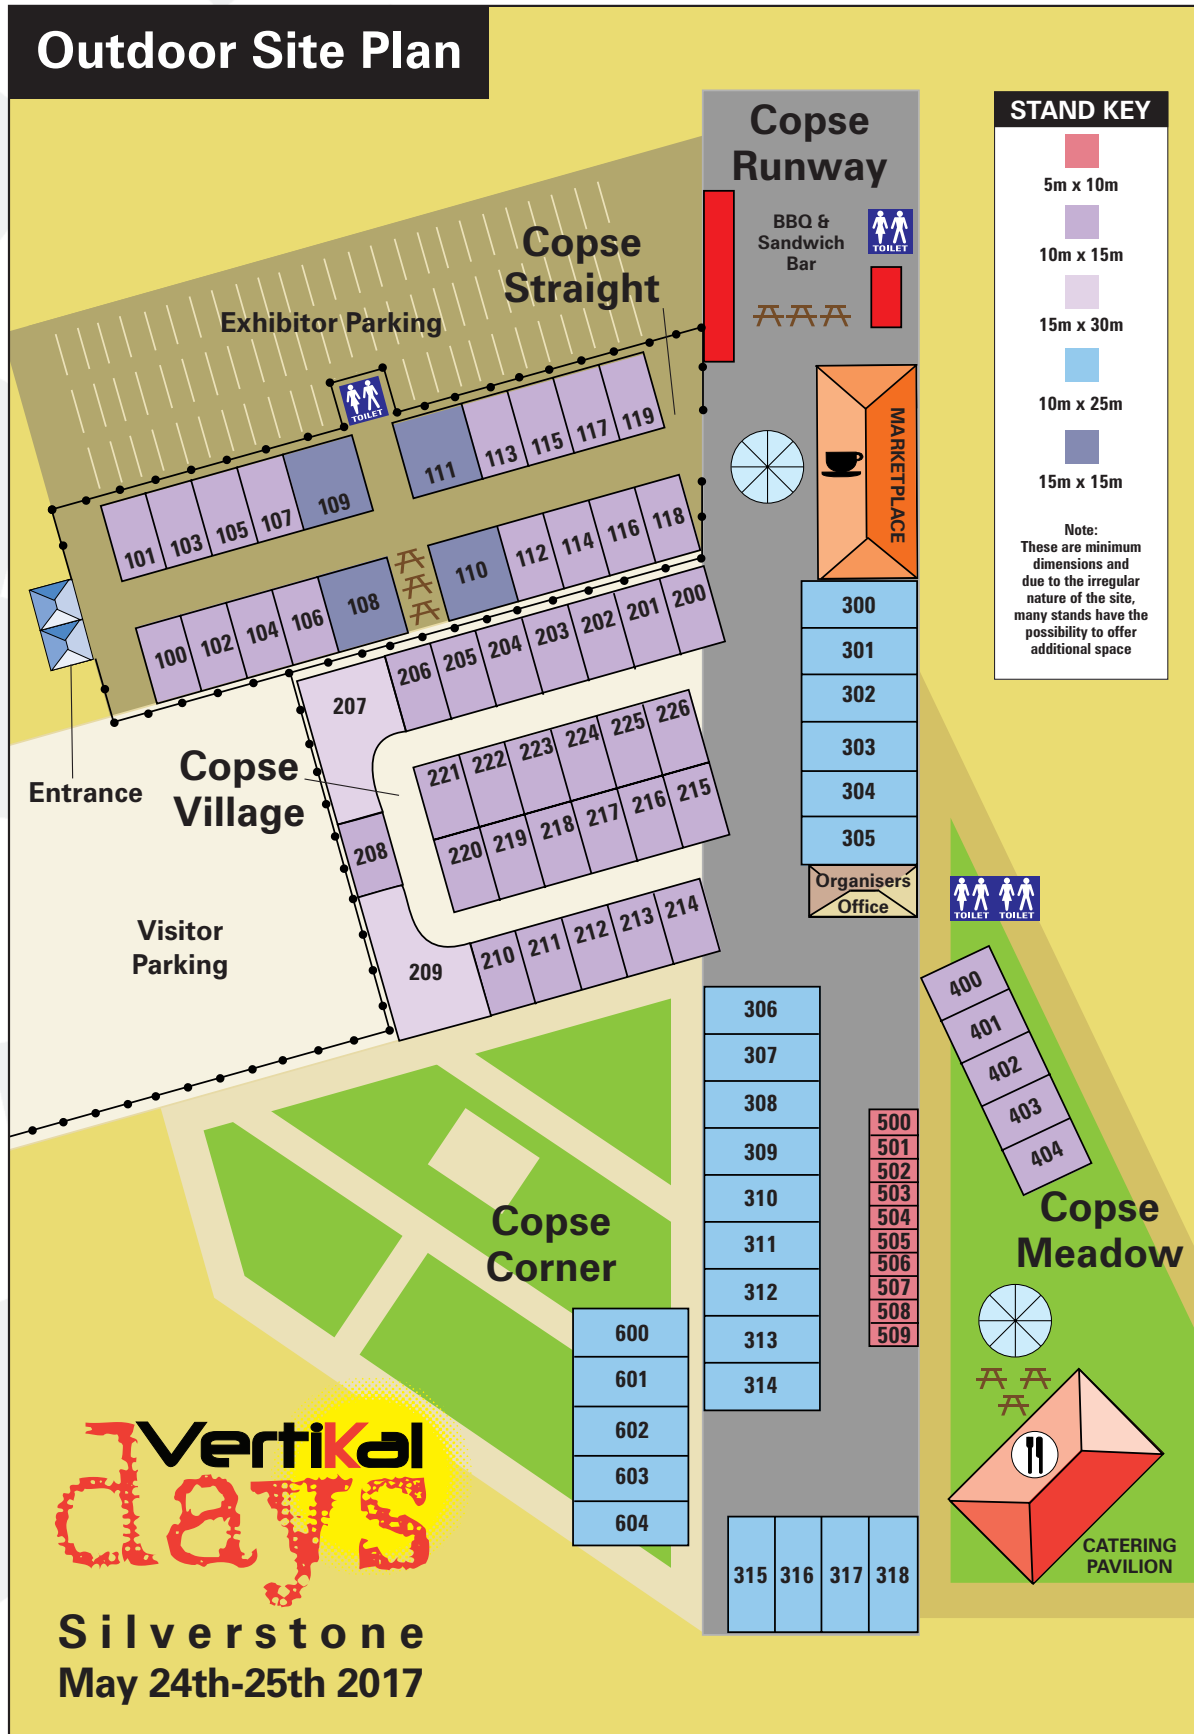 Outdoor Site Plan
Copse
Runway
STAND KEY
5m x 10m
10m x 15m
15m x 30m
10m x 25m
15m x 15m
Note:
These are minimum
dimensions and
due to the irregular
nature of the site,
many stands have the
possibility to offer
additional space
BBQ &
Sandwich
Bar
TOILET
Copse
Straight
Exhibitor Parking
TOILET
MARKETPLACE
101 103 105 107 109
111 113 115 117 119
100 102 104 106 108
110 112 114 116 118
Entrance
206 205 204 203 202 201 200
207
208
209
Copse
Village
221 222 223 224 225 226
220 219 218 217 216 215
210 211 212 213 214
Visitor
Parking
300
301
302
303
304
305
Organisers
Office
TOILET TOILET
306
307
308
309
310
311
312
313
314
400
401
402
403
404
500
501
502
503
504
505
506
507
508
509
Copse
Meadow
Copse
Corner
600
601
602
603
604
315 316 317 318
CATERING
PAVILION
VertiKal
days
Silverstone
May 24th-25th 2017